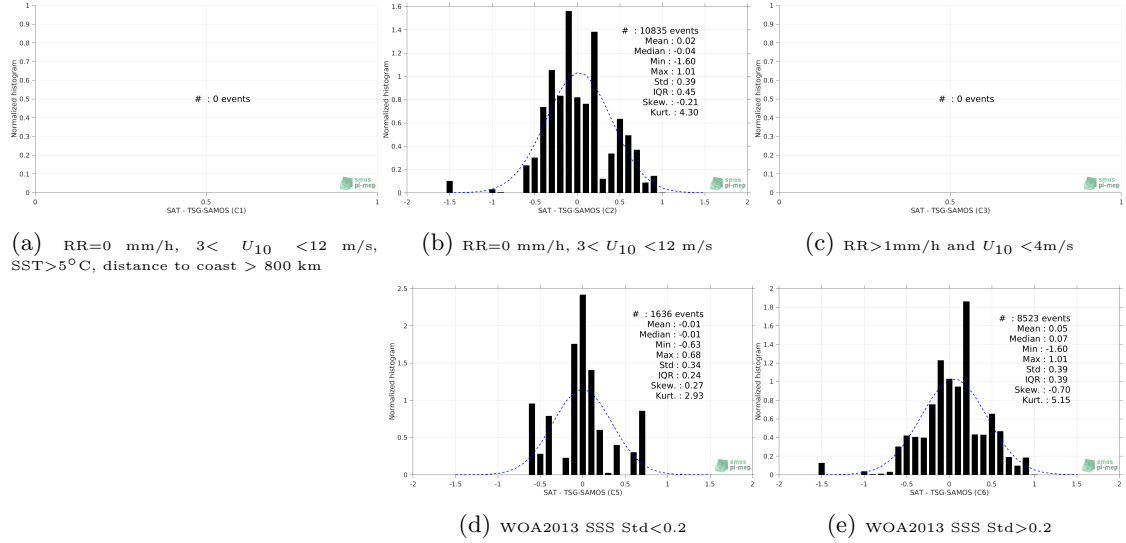 1
0.9
0.8
0.7
0.6
0.5
0.4
0.3
0.2
0.1
0
Normalized histogram
# : 0 events
0 0.5 1
SAT - TSG-SAMOS (C1)
smos
pi-mep
(a) RR=0 mm/h, 3< U10 <12 m/s,
SST>5°C, distance to coast > 800 km
1.6
1.4
1.2
1
0.8
0.6
0.4
0.2
0
Normalized histogram
# : 10835 events
Mean : 0.02
Median : -0.04
Min : -1.60
Max : 1.01
Std : 0.39
IQR : 0.45
Skew. : -0.21
Kurt. : 4.30
-2 -1.5 -1 -0.5 0 0.5 1 1.5 2
SAT - TSG-SAMOS (C2)
smos
pi-mep
(b) RR=0 mm/h, 3< U10 <12 m/s
1
0.9
0.8
0.7
0.6
0.5
0.4
0.3
0.2
0.1
0
Normalized histogram
# : 0 events
0 0.5 1
SAT - TSG-SAMOS (C3)
smos
pi-mep
(c) RR>1mm/h and U10 <4m/s
2.5
2
1.5
1
0.5
0
Normalized histogram
# : 1636 events
Mean : -0.01
Median : -0.01
Min : -0.63
Max : 0.68
Std : 0.34
IQR : 0.24
Skew. : 0.27
Kurt. : 2.93
-2 -1.5 -1 -0.5 0 0.5 1 1.5 2
SAT - TSG-SAMOS (C5)
smos
pi-mep
(d) WOA2013 SSS Std<0.2
2
1.8
1.6
1.4
1.2
1
0.8
0.6
0.4
0.2
0
Normalized histogram
# : 8523 events
Mean : 0.05
Median : 0.07
Min : -1.60
Max : 1.01
Std : 0.39
IQR : 0.39
Skew. : -0.70
Kurt. : 5.15
-2 -1.5 -1 -0.5 0 0.5 1 1.5 2
SAT - TSG-SAMOS (C6)
smos
pi-mep
(e) WOA2013 SSS Std>0.2